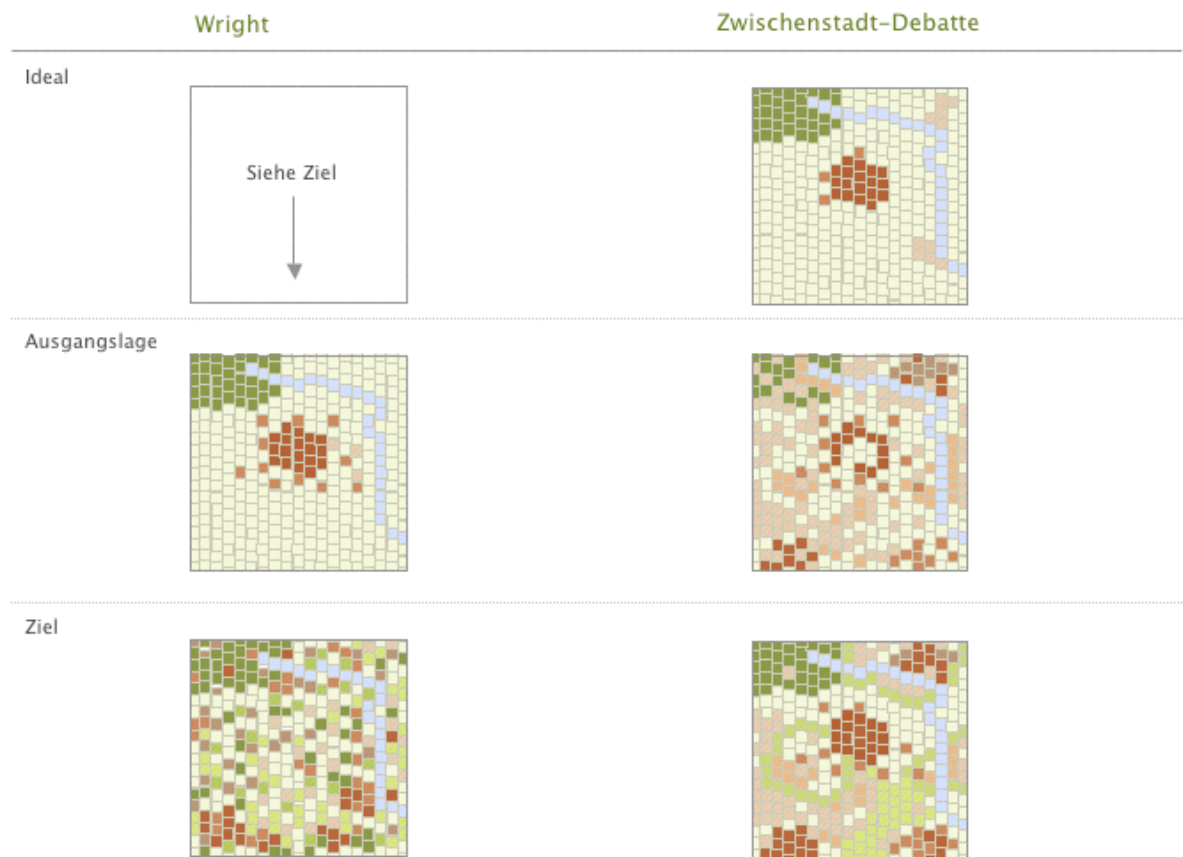 Wright
Zwischenstadt-Debatte
Ideal
Siehe Ziel
Ausgangslage
Ziel